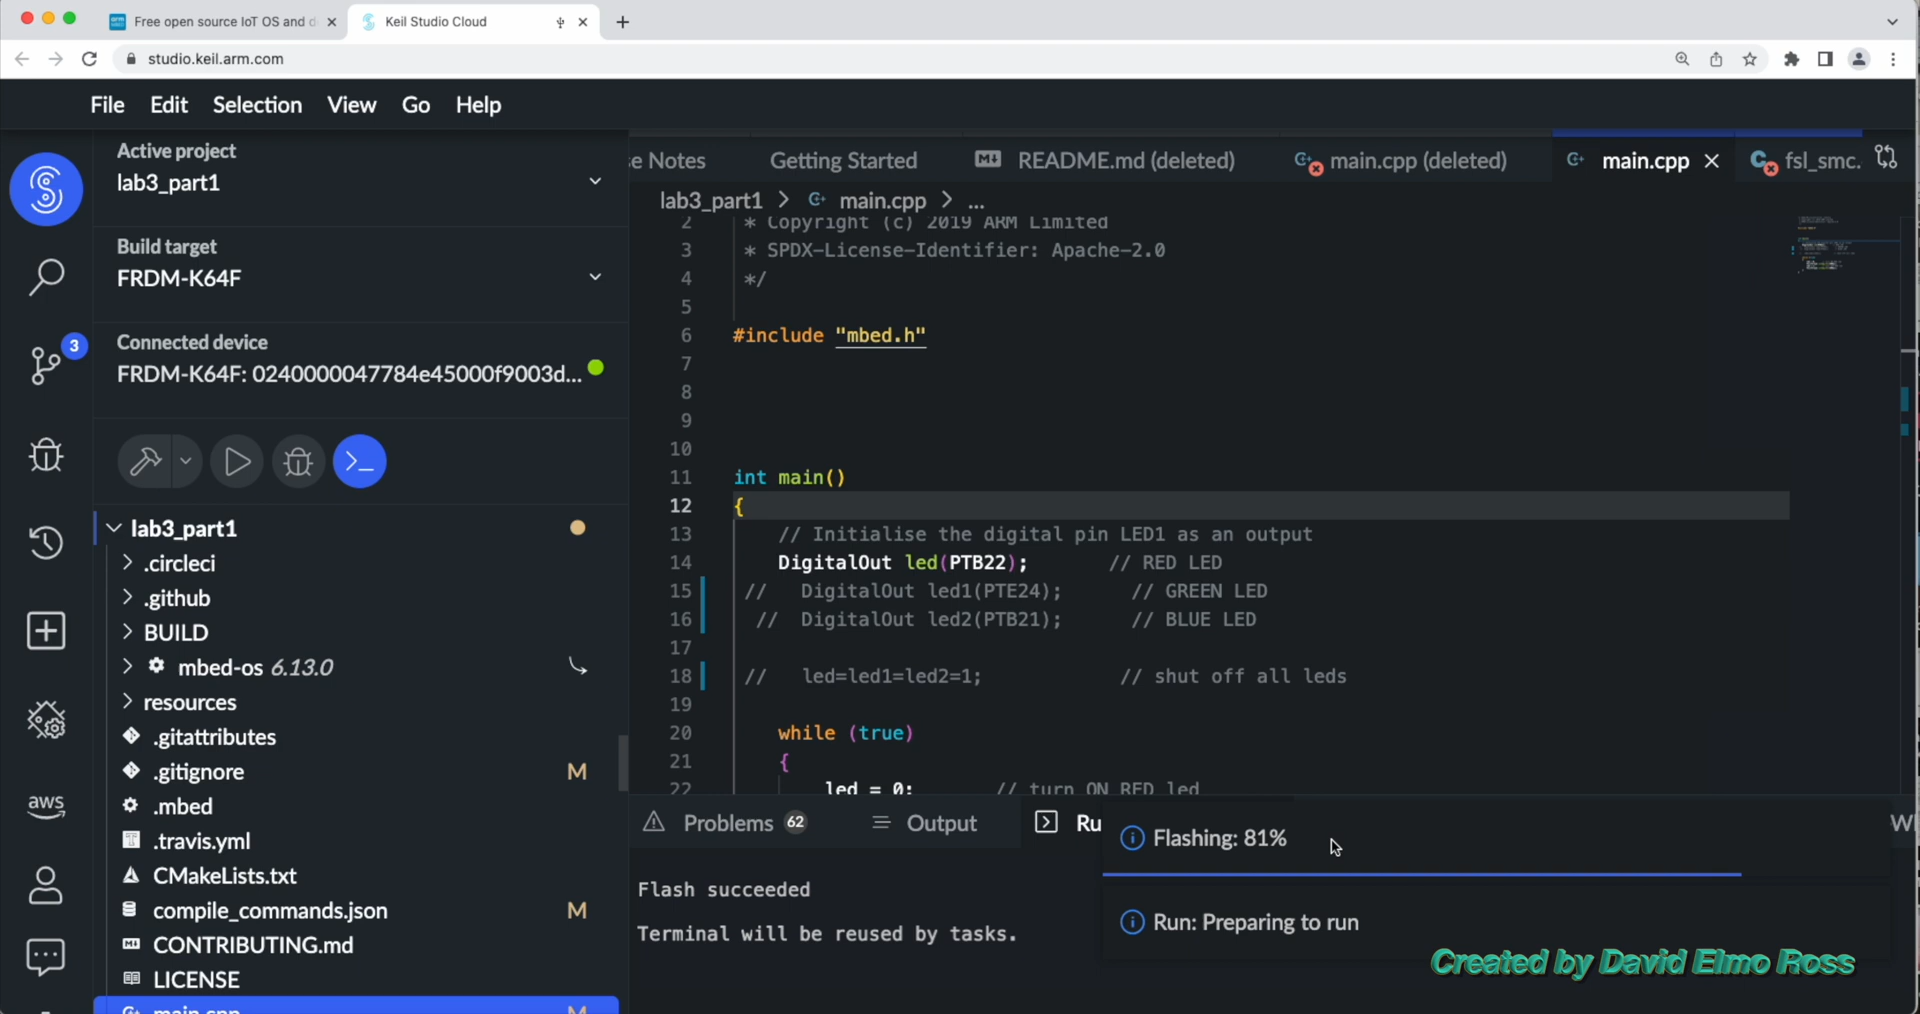 Free open source IoT OS and d
Keil Studio Cloud
studio.keil.arm.com
File Edit Selection View Go Help
Active project
lab3_part1
Build target
FRDM-K64F
Connected device
FRDM-K64F: 0240000047784e45000f9003d...
3
lab3_part1
.circleci
.github
BUILD
mbed-os 6.13.0
resources
.gitattributes
.gitignore M
.mbed
.travis.yml
CMakeLists.txt
compile_commands.json M
CONTRIBUTING.md
LICENSE
main.cpp M
aws
se Notes Getting Started README.md (deleted) main.cpp (deleted) main.cpp fsl_smc.
lab3_part1 > main.cpp > ...
2 * Copyright (c) 2019 ARM Limited
3 * SPDX-License-Identifier: Apache-2.0
4 */
5
6 #include "mbed.h"
7
8
9
10
11 int main()
12 {
13 // Initialise the digital pin LED1 as an output
14 DigitalOut led(PTB22); // RED LED
15 // DigitalOut led1(PTE24); // GREEN LED
16 // DigitalOut led2(PTB21); // BLUE LED
17
18 // led=led1=led2=1; // shut off all leds
19
20 while (true)
21 {
22 led = 0; // turn ON RED led
Problems 62 Output Ru
Flash succeeded
Terminal will be reused by tasks.
Flashing: 81%
Run: Preparing to run
Created by David Elmo Ross